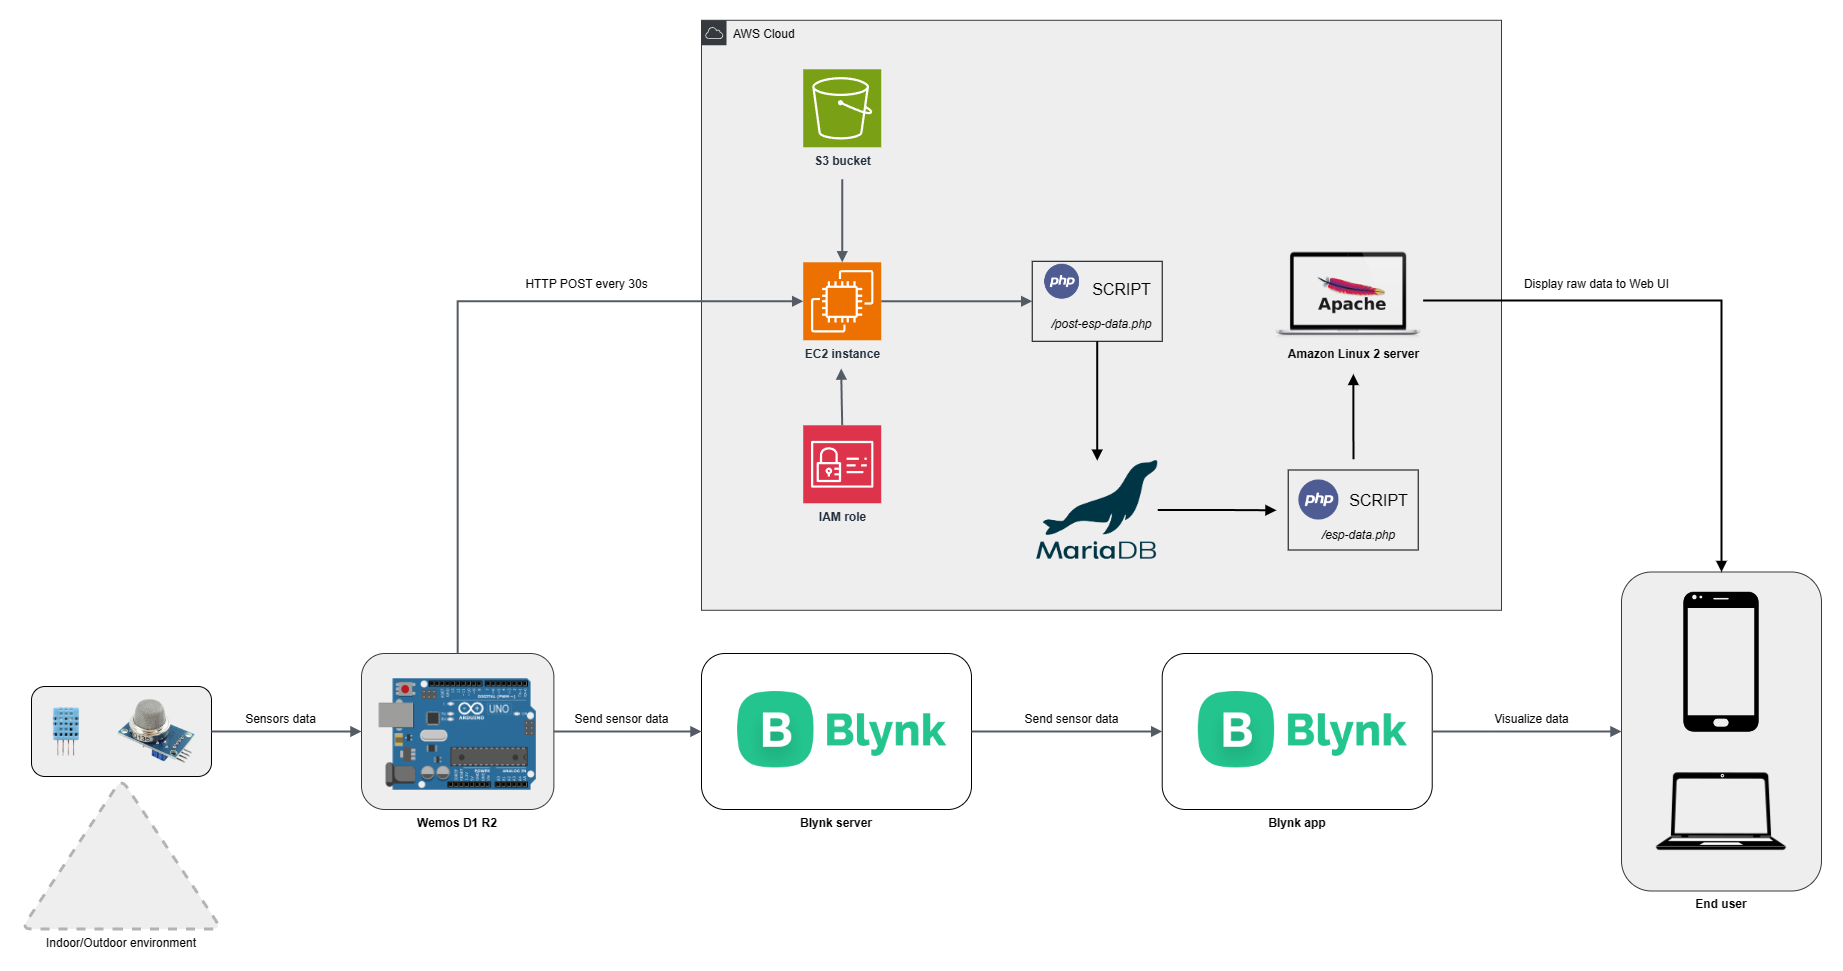 AWS Cloud
S3 bucket
HTTP POST every 30s
EC2 instance
IAM role
php
SCRIPT
/post-esp-data.php
MariaDB
php
SCRIPT
/esp-data.php
Apache
Amazon Linux 2 server
Display raw data to Web UI
Sensors data
Indoor/Outdoor environment
UNO
ARDUINO
Wemos D1 R2
Send sensor data
B Blynk
Blynk server
Send sensor data
B Blynk
Blynk app
Visualize data
End user